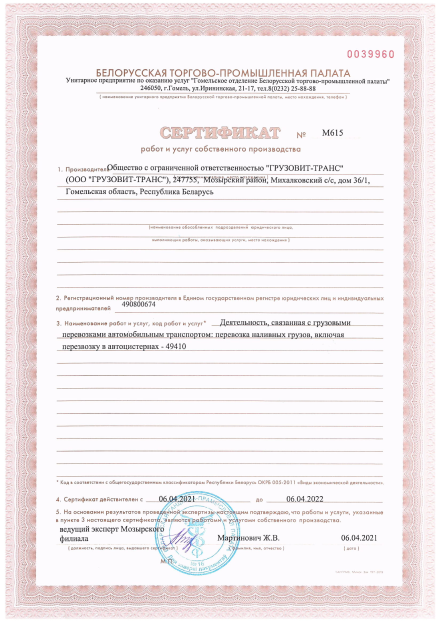 0039960
БЕЛОРУССКАЯ ТОРГОВО-ПРОМЫШЛЕННАЯ ПАЛАТА
Унитарное предприятие по оказанию услуг "Гомельское отделение Белорусской торгово-промышленной палаты"
246050, г.Гомель, ул.Ирининская, 21-17, тел.8(0232) 25-88-88
( наименование унитарного предприятия Белорусской торгово-промышленной палаты, место нахождения, телефон )
СЕРТИФИКАТ № М615
работ и услуг собственного производства
1. Производитель Общество с ограниченной ответственностью "ГРУЗОВИТ-ТРАНС"
(ООО "ГРУЗОВИТ-ТРАНС"), 247755, Мозырский район, Михалковский с/с, дом 36/1,
Гомельская область, Республика Беларусь
(наименование обособленных подразделений юридического лица,
выполняющих работы, оказывающих услуги, место нахождения )
2. Регистрационный номер производителя в Едином государственном регистре юридических лиц и индивидуальных
предпринимателей 490800674
3. Наименование работ и услуг, код работ и услуг* Деятельность, связанная с грузовыми
перевозками автомобильным транспортом: перевозка наливных грузов, включая
перевозку в автоцистернах - 49410
* Код в соответствии с общегосударственным классификатором Республики Беларусь ОКРБ 005-2011 «Виды экономической деятельности».
4. Сертификат действителен с 06.04.2021 до 06.04.2022
5. На основании результатов проведенной экспертизы настоящим подтверждаю, что работы и услуги, указанные
в пункте 3 настоящего сертификата, являются работами и услугами собственного производства.
ведущий эксперт Мозырского
филиала Мартинович Ж.В. 06.04.2021
( должность, подпись лица, выдавшего сертификат ) ( фамилия, имя, отчество ) ( дата )
М.П.